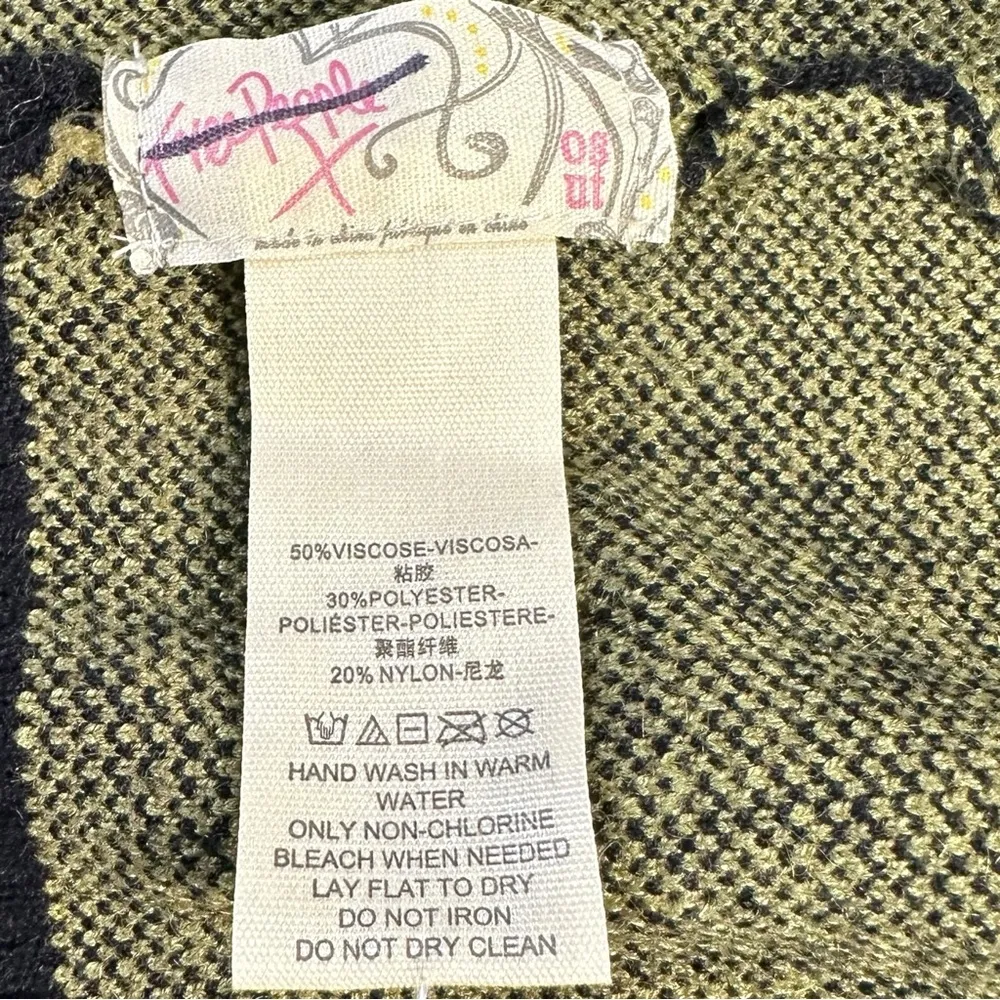 Free People
os
ut
made in china fabriqué en chine
50%VISCOSE-VISCOSA-
粘胶
30%POLYESTER-
POLIÉSTER-POLIESTERE-
聚酯纤维
20% NYLON-尼龙
HAND WASH IN WARM
WATER
ONLY NON-CHLORINE
BLEACH WHEN NEEDED
LAY FLAT TO DRY
DO NOT IRON
DO NOT DRY CLEAN